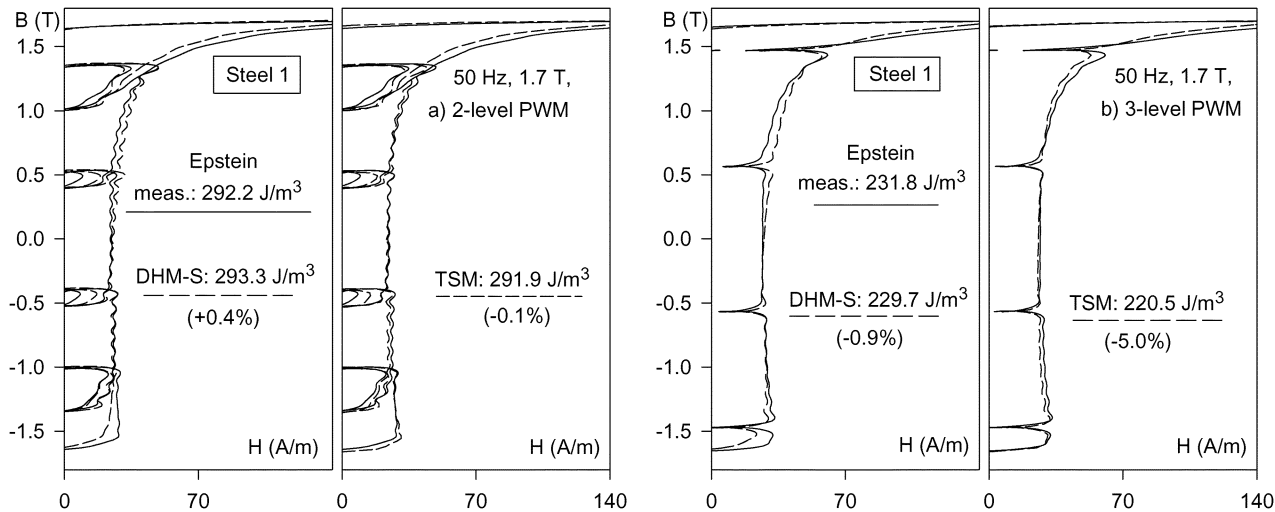 B (T)
1.5
1.0
0.5
0.0
-0.5
-1.0
-1.5
Steel 1
Epstein
meas.: 292.2 J/m³
DHM-S: 293.3 J/m³
(+0.4%)
H (A/m)
0
70
50 Hz, 1.7 T,
a) 2-level PWM
TSM: 291.9 J/m³
(-0.1%)
H (A/m)
0
70
140
B (T)
1.5
1.0
0.5
0.0
-0.5
-1.0
-1.5
Steel 1
Epstein
meas.: 231.8 J/m³
DHM-S: 229.7 J/m³
(-0.9%)
H (A/m)
0
70
50 Hz, 1.7 T,
b) 3-level PWM
TSM: 220.5 J/m³
(-5.0%)
H (A/m)
0
70
140